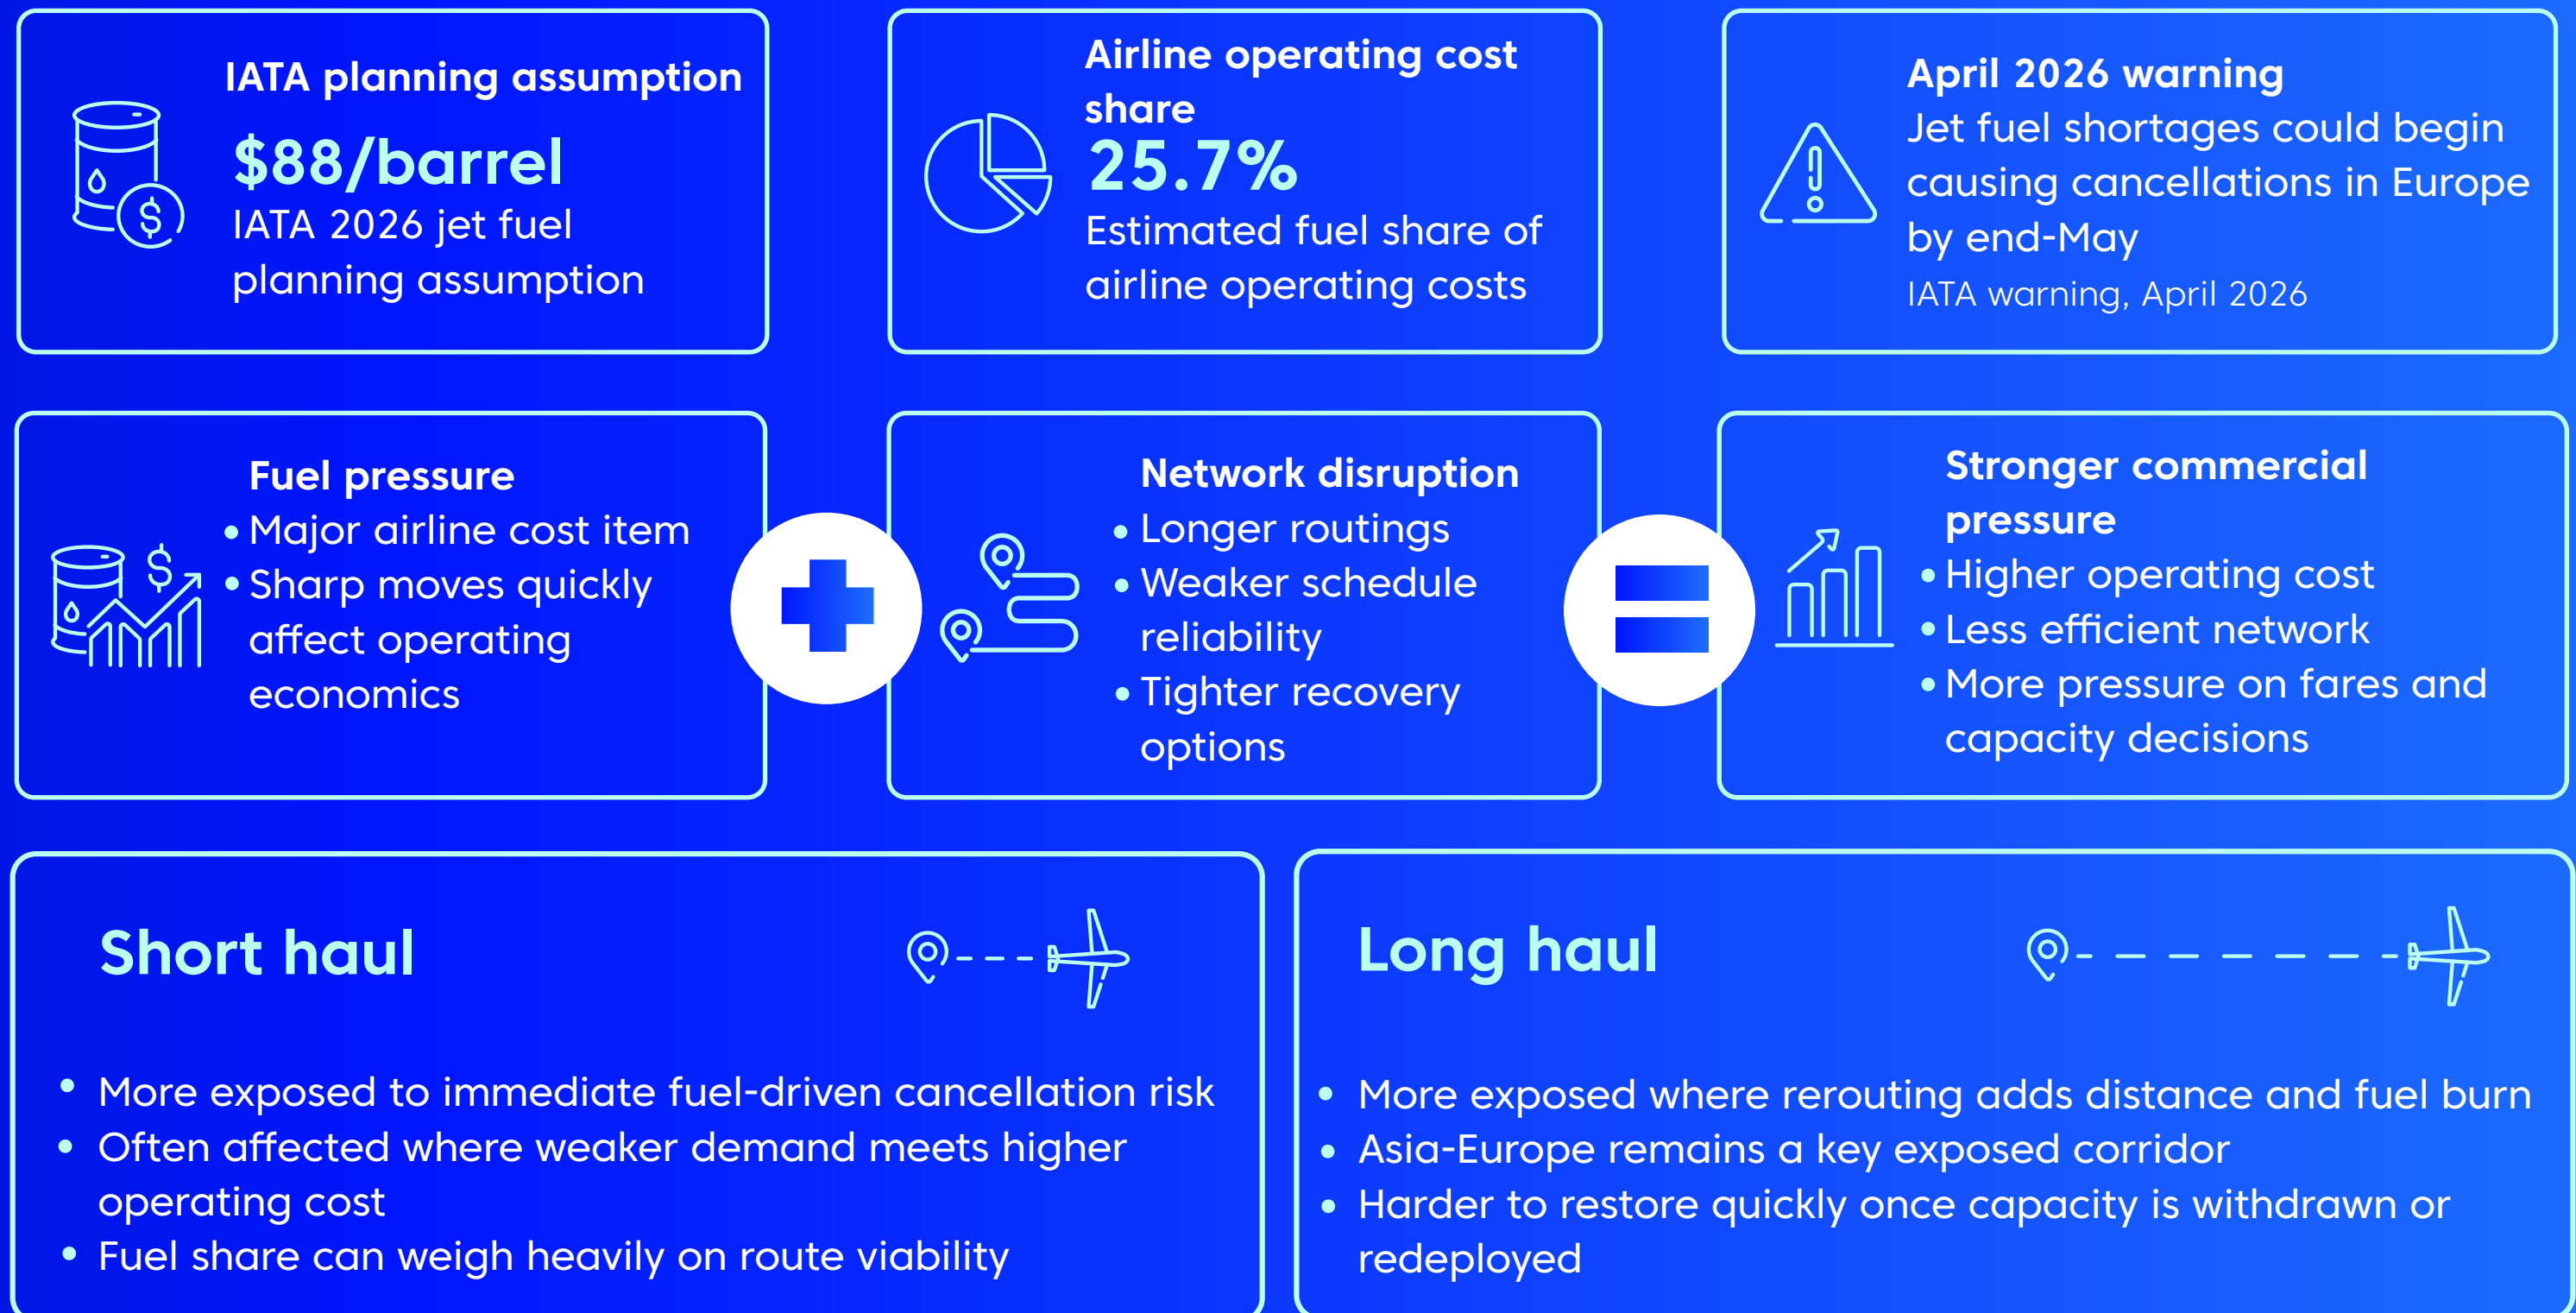 IATA planning assumption
$88/barrel
IATA 2026 jet fuel
planning assumption
Airline operating cost
share
25.7%
Estimated fuel share of
airline operating costs
April 2026 warning
Jet fuel shortages could begin
causing cancellations in Europe
by end-May
IATA warning, April 2026
Fuel pressure
• Major airline cost item
• Sharp moves quickly
affect operating
economics
Network disruption
• Longer routings
• Weaker schedule
reliability
• Tighter recovery
options
Stronger commercial
pressure
• Higher operating cost
• Less efficient network
• More pressure on fares and
capacity decisions
Short haul
• More exposed to immediate fuel-driven cancellation risk
• Often affected where weaker demand meets higher
operating cost
• Fuel share can weigh heavily on route viability
Long haul
• More exposed where rerouting adds distance and fuel burn
• Asia-Europe remains a key exposed corridor
• Harder to restore quickly once capacity is withdrawn or
redeployed